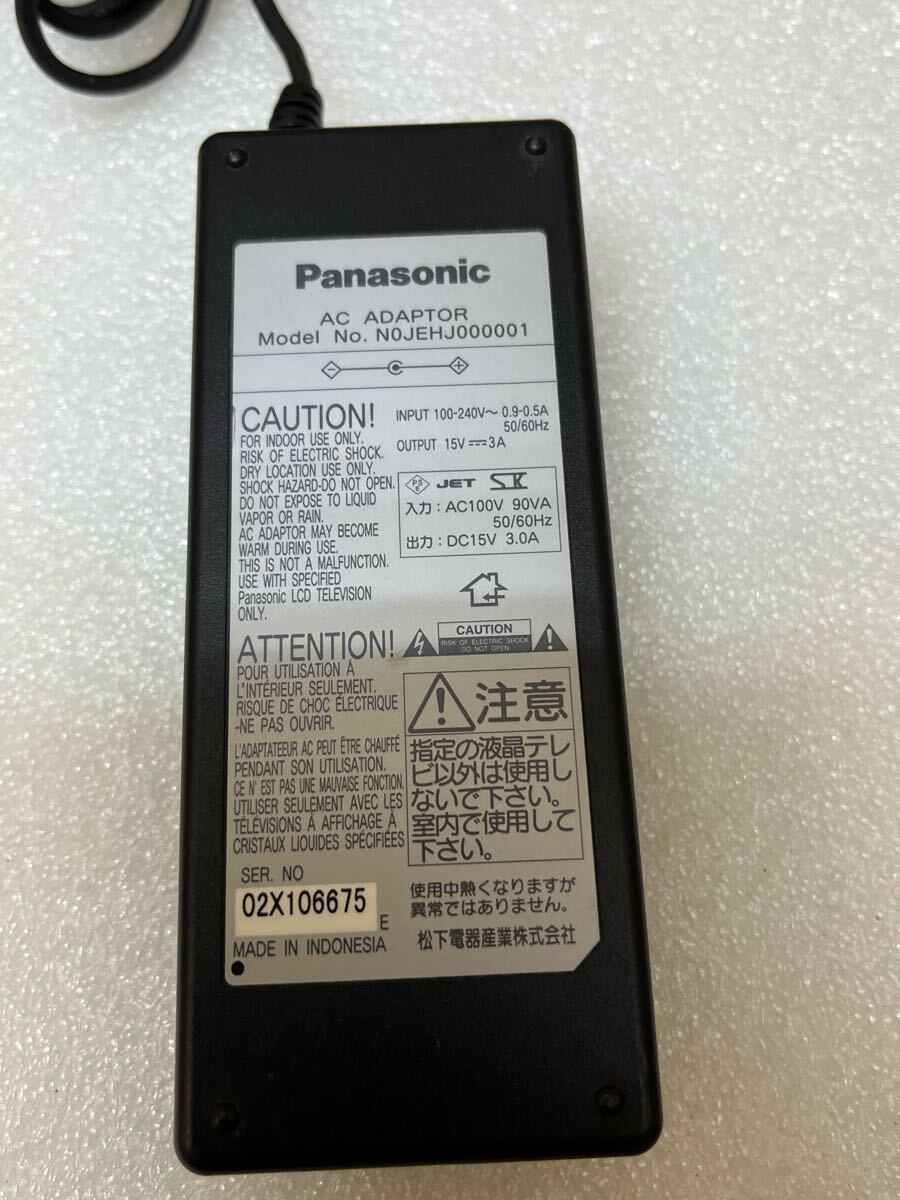 Panasonic
AC ADAPTOR
Model No. N0JEHJ000001
CAUTION!
FOR INDOOR USE ONLY.
RISK OF ELECTRIC SHOCK.
DRY LOCATION USE ONLY.
SHOCK HAZARD-DO NOT OPEN.
DO NOT EXPOSE TO LIQUID
VAPOR OR RAIN.
AC ADAPTOR MAY BECOME
WARM DURING USE.
THIS IS NOT A MALFUNCTION.
USE WITH SPECIFIED
Panasonic LCD TELEVISION
ONLY.
INPUT 100-240V～ 0.9-0.5A
50/60Hz
OUTPUT 15V ⎓ 3A
PSE JET SK
入力：AC100V 90VA
50/60Hz
出力：DC15V 3.0A
CAUTION
RISK OF ELECTRIC SHOCK
DO NOT OPEN
ATTENTION!
POUR UTILISATION À
L'INTÉRIEUR SEULEMENT.
RISQUE DE CHOC ÉLECTRIQUE
-NE PAS OUVRIR.
L'ADAPTATEEUR AC PEUT ÊTRE CHAUFFÉ
PENDANT SON UTILISATION.
CE N' EST PAS UNE MAUVAISE FONCTION.
UTILISER SEULEMENT AVEC LES
TÉLÉVISIONS À AFFICHAGE À
CRISTAUX LIOUIDES SPÉCIFIÉES
注意
指定の液晶テレ
ビ以外は使用し
ないで下さい。
室内で使用して
下さい。
使用中熱くなりますが
異常ではありません。
松下電器産業株式会社
SER. NO
02X106675
E
MADE IN INDONESIA